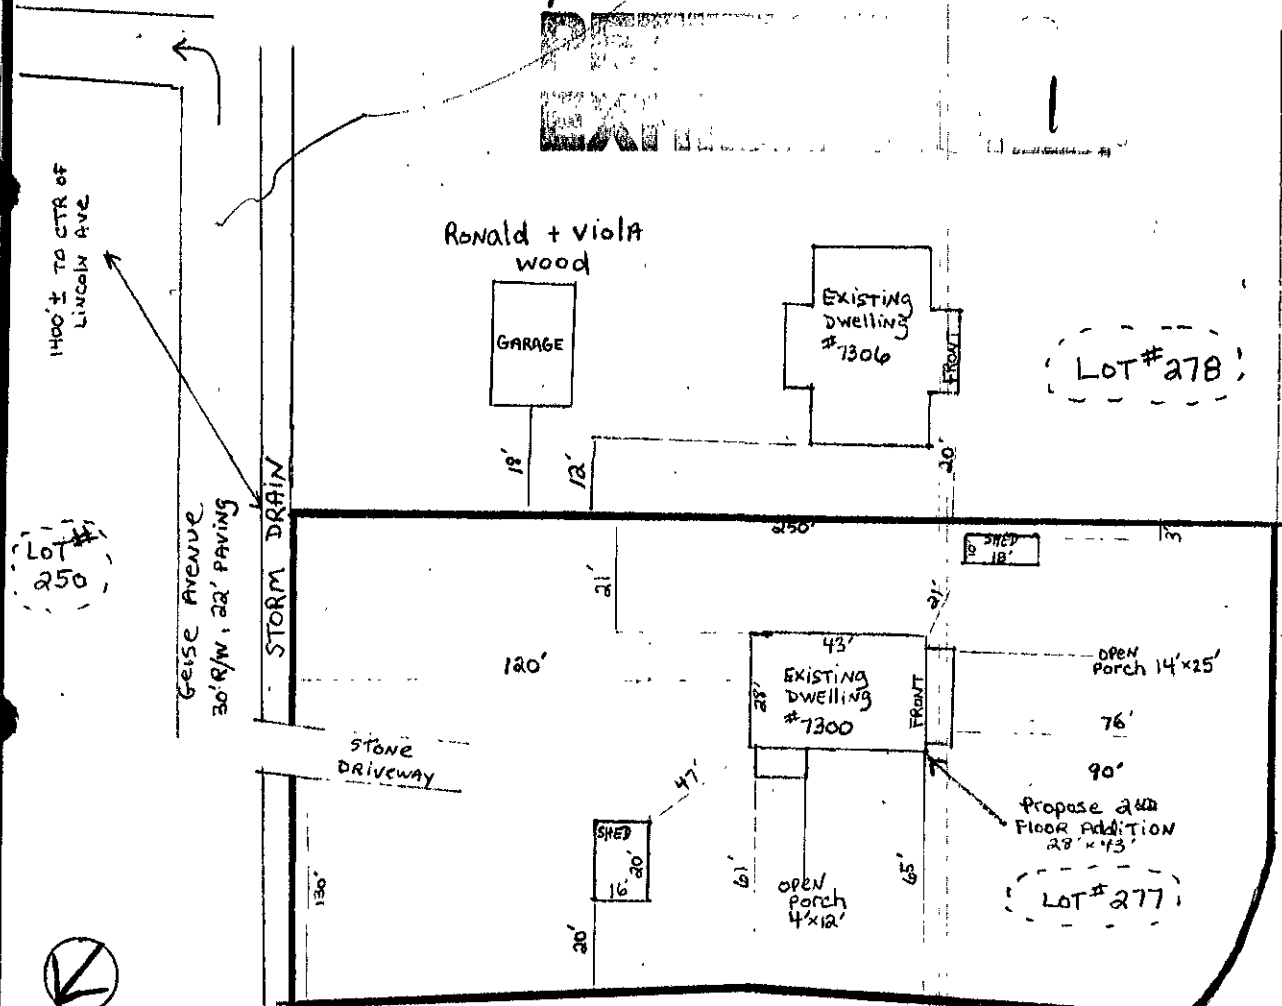 1
1400'± TO CTR OF
LINCOLN AVE
Ronald + ViolA
wood
GARAGE
EXISTING
Dwelling
#7306
FRONT
LOT #278
18'
12'
20'
250'
LOT #
250
Geise Avenue
30' R/W, 22' PAVING
STORM DRAIN
21'
SHED
10'
18'
3'
21'
120'
43'
EXISTING
DWELLING
#7300
28'
FRONT
OPEN
Porch 14'x25'
76'
90'
STONE
DRIVEWAY
47'
Propose 2ND
FLOOR AddiTION
28' x 43'
SHED
20'
16'
130'
61'
OPEN
Porch
4'x12'
65'
LOT #277
20'